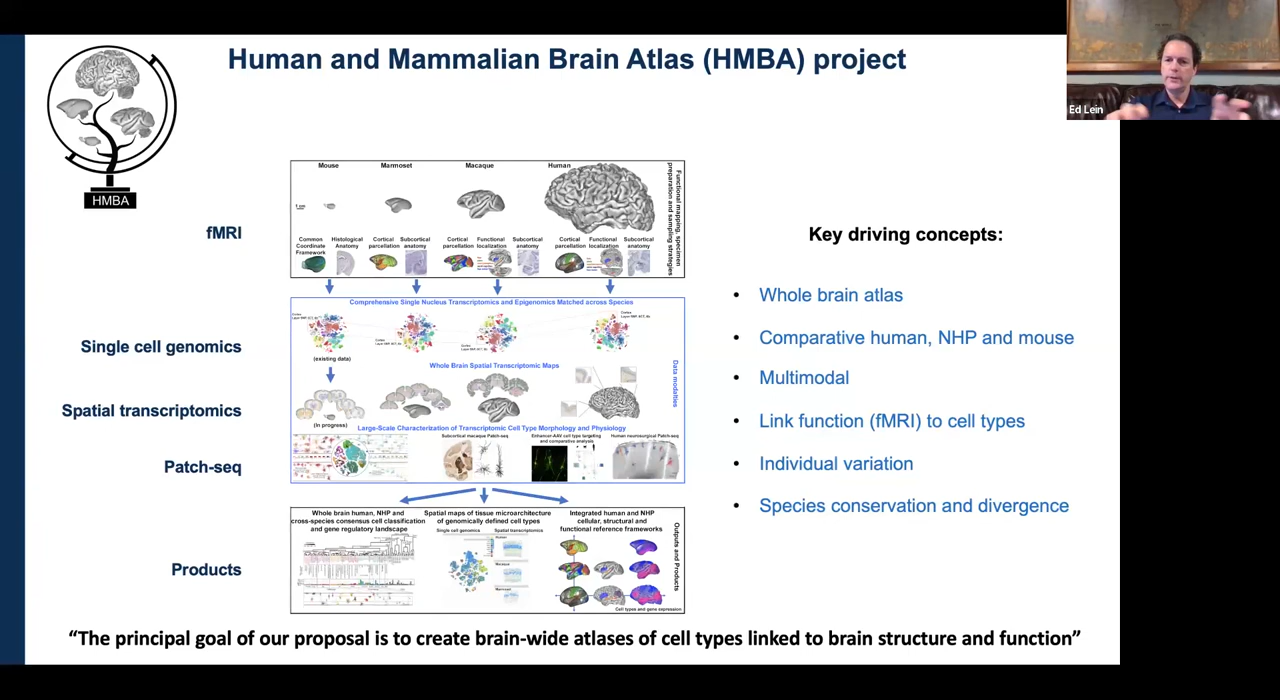 Human and Mammalian Brain Atlas (HMBA) project
Ed Lein
HMBA
fMRI
Single cell genomics
Spatial transcriptomics
Patch-seq
Products
Mouse
Marmoset
Macaque
Human
Common
Coordinate
Framework
Histological
Anatomy
Cortical
parcellation
Subcortical
anatomy
Cortical
parcellation
Functional
localization
Subcortical
anatomy
Cortical
parcellation
Functional
localization
Subcortical
anatomy
Functional mapping, specimen
preparation and sampling strategies
Comprehensive Single Nucleus Transcriptomics and Epigenomics Matched across Species
(existing data)
Whole Brain Spatial Transcriptomic Maps
Data modalities
(In progress)
Large-Scale Characterization of Transcriptomic Cell Type Morphology and Physiology
Subcortical macaque Patch-seq
Enhancer-AAV cell type targeting
and comparative analysis
Human neurosurgical Patch-seq
Whole brain human, NHP and
cross-species consensus cell classification
and gene regulatory landscape
Spatial maps of tissue microarchitecture
of genomically defined cell types
Single cell genomics
Spatial transcriptomics
Human
Macaque
Marmoset
Integrated human and NHP
cellular, structural and
functional reference frameworks
Cell types and gene expression
Outputs and Products
Key driving concepts:
• Whole brain atlas
• Comparative human, NHP and mouse
• Multimodal
• Link function (fMRI) to cell types
• Individual variation
• Species conservation and divergence
“The principal goal of our proposal is to create brain-wide atlases of cell types linked to brain structure and function”